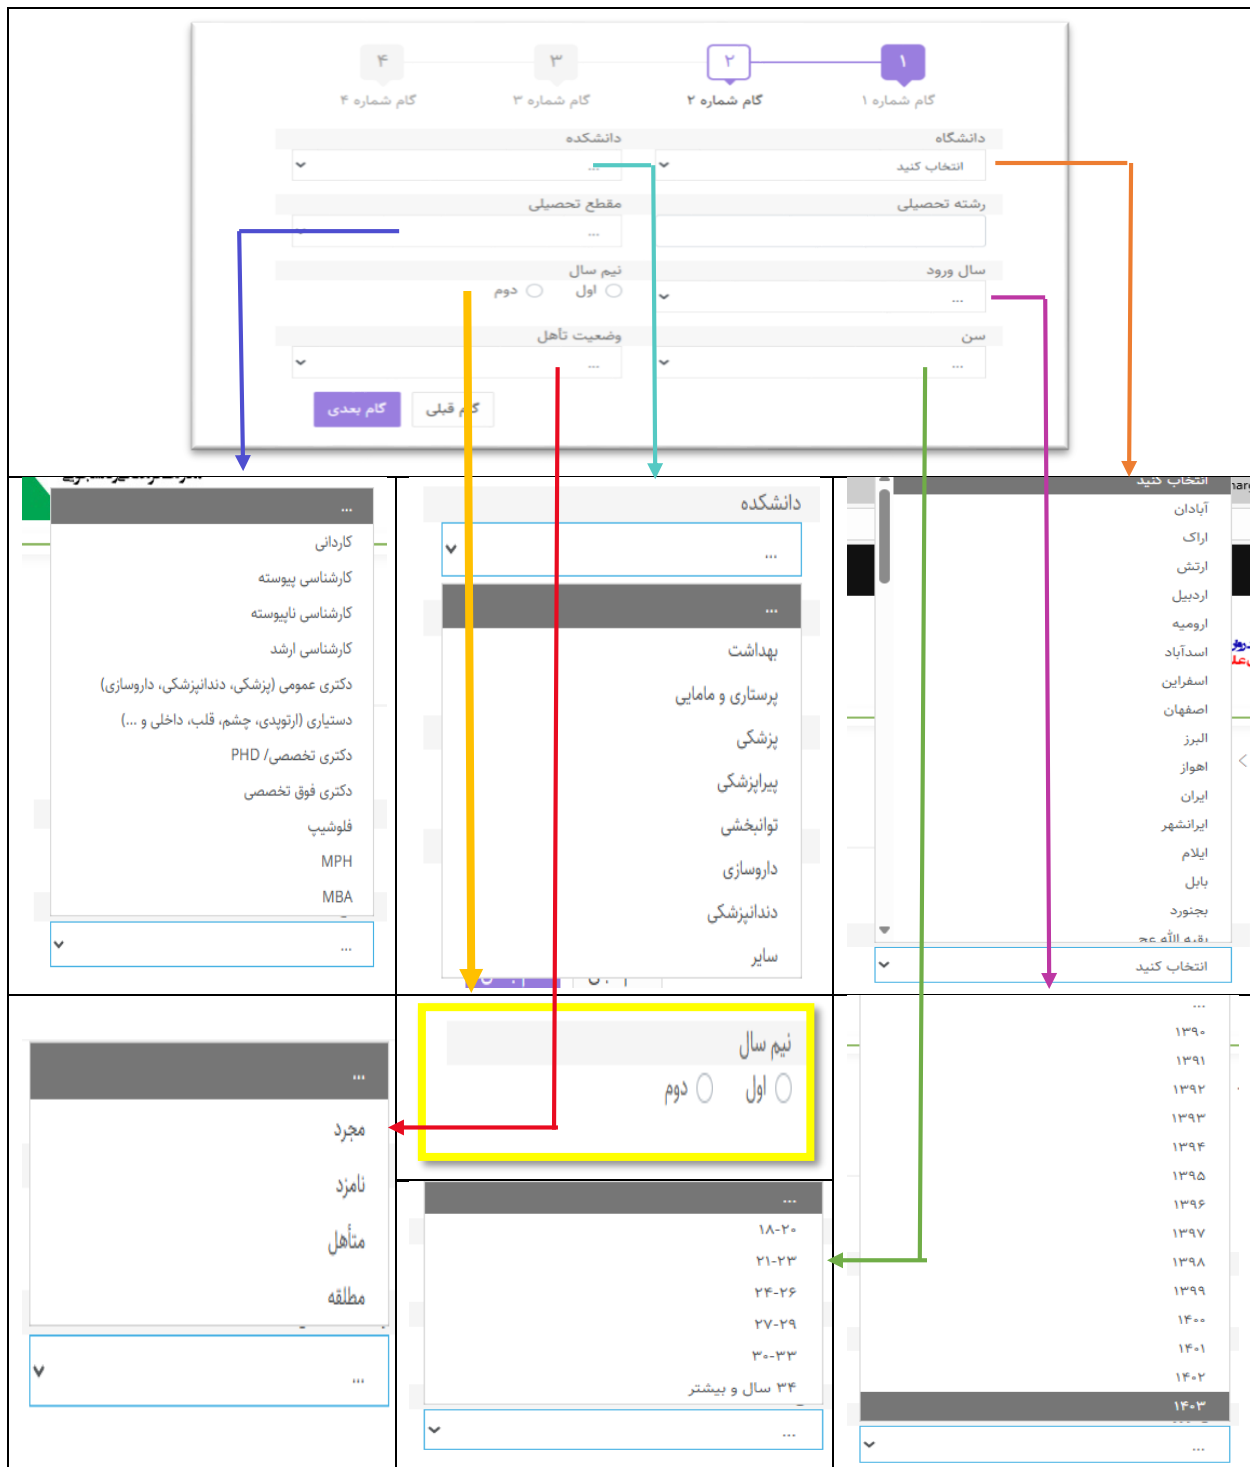 ۱ ۲ ۳ ۴
گام شماره ۱ گام شماره ۲ گام شماره ۳ گام شماره ۴
دانشگاه دانشکده
انتخاب کنید ...
رشته تحصیلی مقطع تحصیلی
...
سال ورود نیم سال
... اول دوم
سن وضعیت تأهل
... ...
گام قبلی گام بعدی
انتخاب کنید
آبادان
اراک
ارتش
اردبیل
ارومیه
اسدآباد
اسفراین
اصفهان
البرز
اهواز
ایران
ایرانشهر
ایلام
بابل
بجنورد
بقیه الله عج
انتخاب کنید
دانشکده
...
...
بهداشت
پرستاری و مامایی
پزشکی
پیراپزشکی
توانبخشی
داروسازی
دندانپزشکی
سایر
...
کاردانی
کارشناسی پیوسته
کارشناسی ناپیوسته
کارشناسی ارشد
دکتری عمومی (پزشکی، دندانپزشکی، داروسازی)
دستیاری (ارتوپدی، چشم، قلب، داخلی و ...)
دکتری تخصصی/ PHD
دکتری فوق تخصصی
فلوشیپ
MPH
MBA
...
...
۱۳۹۰
۱۳۹۱
۱۳۹۲
۱۳۹۳
۱۳۹۴
۱۳۹۵
۱۳۹۶
۱۳۹۷
۱۳۹۸
۱۳۹۹
۱۴۰۰
۱۴۰۱
۱۴۰۲
۱۴۰۳
...
نیم سال
اول دوم
...
۱۸-۲۰
۲۱-۲۳
۲۴-۲۶
۲۷-۲۹
۳۰-۳۳
۳۴ سال و بیشتر
...
...
مجرد
نامزد
متأهل
مطلقه
...